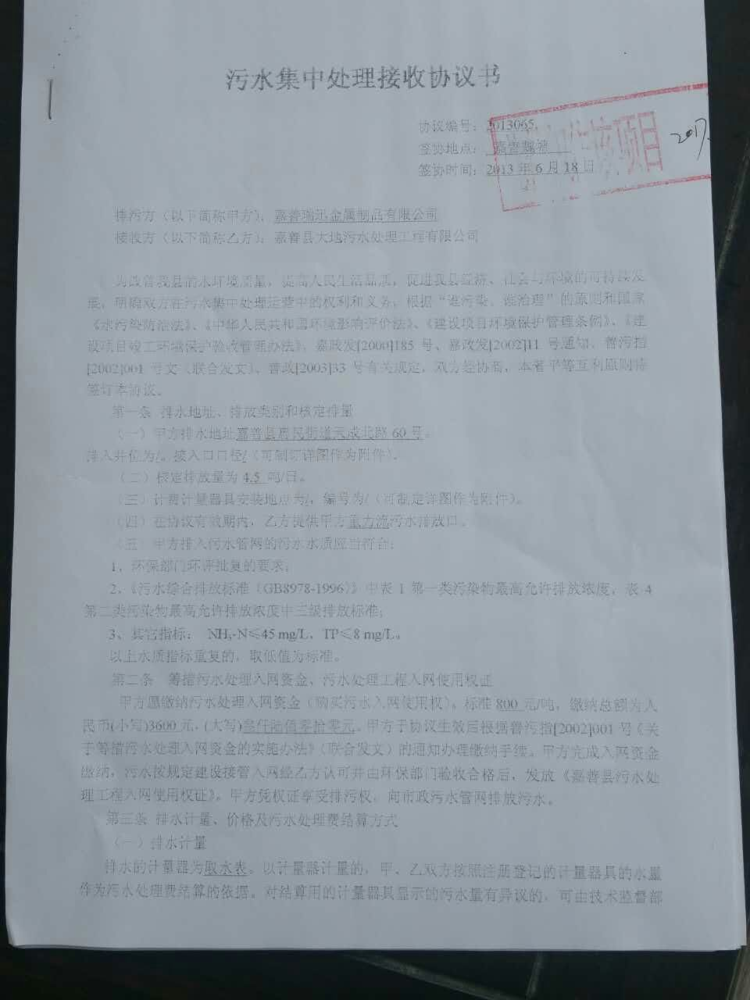 污水集中处理接收协议书
协议编号：2013065
签协地点：嘉善魏塘
签协时间：2013年6月18日
项目
2017.
排污方（以下简称甲方）：嘉善瑞迅金属制品有限公司
接收方（以下简称乙方）：嘉善县大地污水处理工程有限公司
为改善我县的水环境质量，提高人民生活品质，促进我县经济、社会与环境的可持续发
展，明确双方在污水集中处理运营中的权利和义务，根据“谁污染、谁治理”的原则和国家
《水污染防治法》、《中华人民共和国环境影响评价法》、《建设项目环境保护管理条例》、《建
设项目竣工环境保护验收管理办法》、嘉政发[2000]185 号、嘉政发[2002]11 号通知、善污指
[2002]001 号文（联合发文）、善政[2003]33 号有关规定，双方经协商，本着平等互利原则特
签订本协议。
第一条 排水地址、排放类别和核定排量
（一）甲方排水地址嘉善县惠民街道天成北路 60 号。
排入井位为/。接入口口径/（可制订详图作为附件）。
（二）核定排放量为 4.5 吨/日。
（三）计费计量器具安装地点为/，编号为/（可制定详图作为附件）。
（四）在协议有效期内，乙方提供甲方重力流污水排放口。
（五）甲方排入污水管网的污水水质应当符合：
1、环保部门环评批复的要求；
2、《污水综合排放标准（GB8978-1996）》中表 1 第一类污染物最高允许排放浓度，表 4
第二类污染物最高允许排放浓度中三级排放标准；
3、其它指标： NH₃-N≤45 mg/L，TP≤8 mg/L。
以上水质指标重复的，取低值为标准。
第二条 筹措污水处理入网资金、污水处理工程入网使用权证
甲方愿缴纳污水处理入网资金（购买污水入网使用权）。标准 800 元/吨，缴纳总额为人
民币(小写)3600 元，(大写)叁仟陆佰零拾零元。甲方于协议生效后根据善污指[2002]001 号《关
于筹措污水处理入网资金的实施办法》（联合发文）的通知办理缴纳手续。甲方完成入网资金
缴纳，污水按规定建设接管入网经乙方认可并由环保部门验收合格后，发放《嘉善县污水处
理工程入网使用权证》。甲方凭权证享受排污权，向市政污水管网排放污水。
第三条 排水计量、价格及污水处理费结算方式
（一）排水计量
排水的计量器为取水表。以计量器计量的，甲、乙双方按照注册登记的计量器具的水量
作为污水处理费结算的依据。对结算用的计量器具显示的污水量有异议的，可由技术监督部